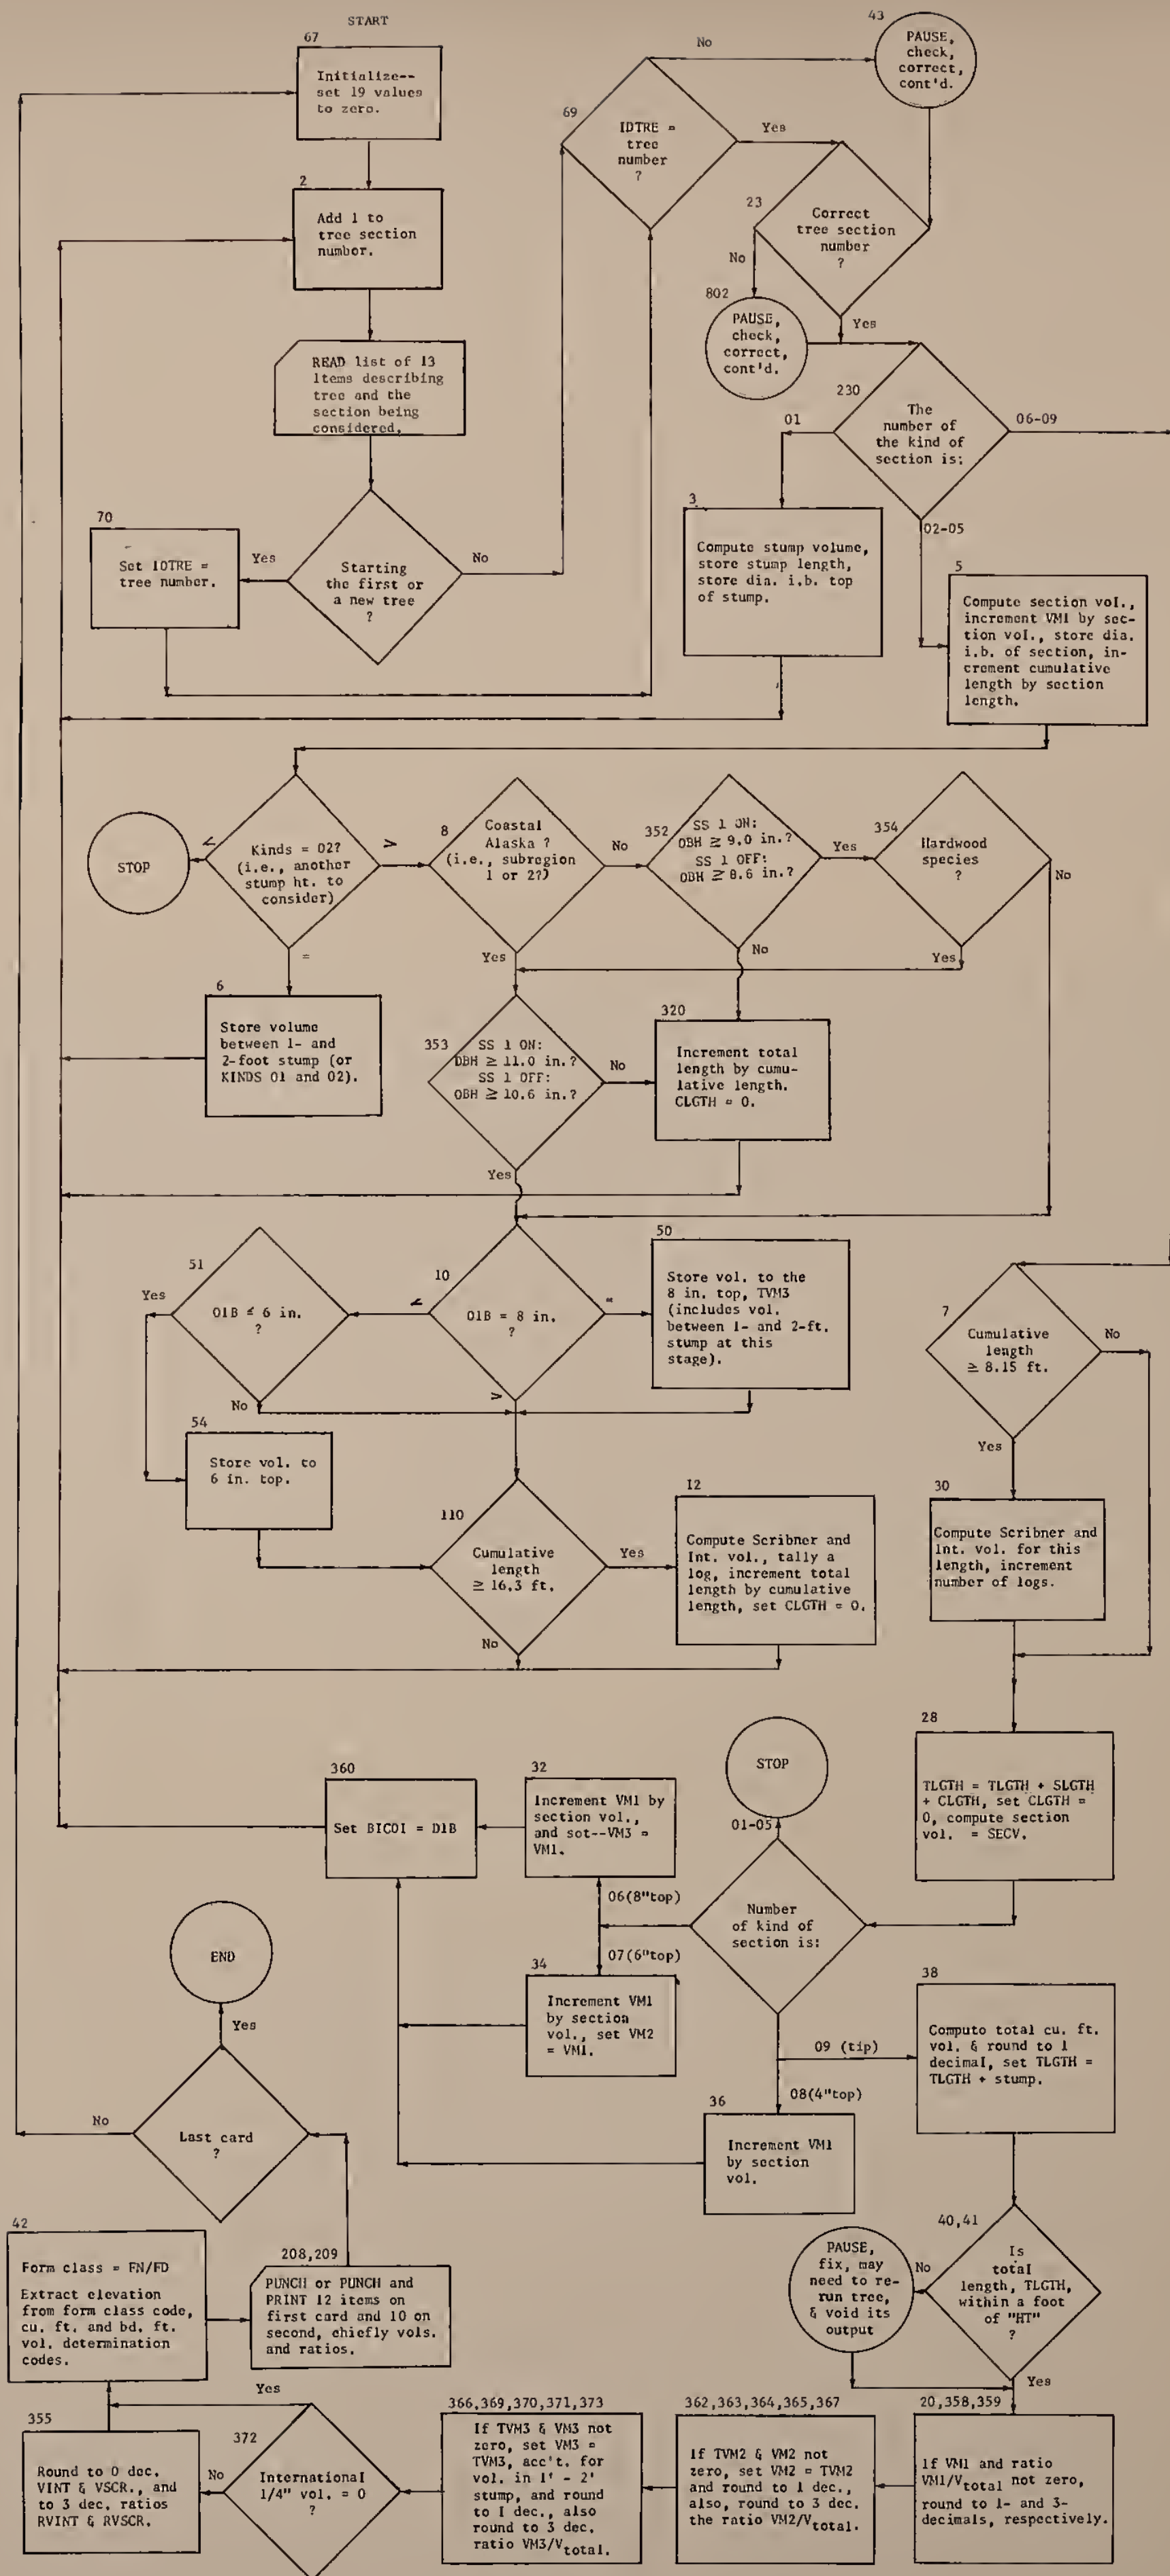 START
67
Initialize--
set 19 values
to zero.
2
Add 1 to
tree section
number.
READ list of 13
items describing
tree and the
section being
considered.
Starting
the first or
a new tree
?
Yes
No
70
Set IDTRE =
tree number.
69
IDTRE =
tree
number
?
No
Yes
43
PAUSE,
check,
correct,
cont'd.
23
Correct
tree section
number
?
No
Yes
802
PAUSE,
check,
correct,
cont'd.
230
The
number of
the kind of
section is:
01
06-09
02-05
3
Compute stump volume,
store stump length,
store dia. i.b. top
of stump.
5
Compute section vol.,
increment VM1 by sec-
tion vol., store dia.
i.b. of section, in-
crement cumulative
length by section
length.
STOP
<
Kinds = 02?
(i.e., another
stump ht. to
consider)
>
=
8
Coastal
Alaska ?
(i.e., subregion
1 or 2?)
No
Yes
352
SS 1 ON:
DBH ≥ 9.0 in.?
SS 1 OFF:
DBH ≥ 8.6 in.?
Yes
No
354
Hardwood
species
?
No
Yes
6
Store volume
between 1- and
2-foot stump (or
KINDS 01 and 02).
353
SS 1 ON:
DBH ≥ 11.0 in.?
SS 1 OFF:
DBH ≥ 10.6 in.?
No
Yes
320
Increment total
length by cumu-
lative length.
CLGTH = 0.
51
DIB ≤ 6 in.
?
Yes
No
10
DIB = 8 in.
?
<
=
>
50
Store vol. to the
8 in. top, TVM3
(includes vol.
between 1- and 2-ft.
stump at this
stage).
7
Cumulative
length
≥ 8.15 ft.
No
Yes
54
Store vol. to
6 in. top.
110
Cumulative
length
≥ 16.3 ft.
Yes
No
12
Compute Scribner and
Int. vol., tally a
log, increment total
length by cumulative
length, set CLGTH = 0.
30
Compute Scribner and
Int. vol. for this
length, increment
number of logs.
28
TLGTH = TLGTH + SLGTH
+ CLGTH, set CLGTH =
0, compute section
vol. = SECV.
STOP
01-05
Number
of kind of
section is:
06(8"top)
07(6"top)
09 (tip)
08(4"top)
32
Increment VM1 by
section vol.,
and set--VM3 =
VM1.
360
Set BICOI = DIB
34
Increment VM1
by section
vol., set VM2
= VM1.
36
Increment VM1
by section
vol.
38
Compute total cu. ft.
vol. & round to 1
decimal, set TLGTH =
TLGTH + stump.
END
Yes
No
Last card
?
40,41
Is
total
length, TLGTH,
within a foot
of "HT"
?
No
Yes
PAUSE,
fix, may
need to re-
run tree,
& void its
output
42
Form class = FN/FD
Extract elevation
from form class code,
cu. ft. and bd. ft.
vol. determination
codes.
208,209
PUNCH or PUNCH and
PRINT 12 items on
first card and 10 on
second, chiefly vols.
and ratios.
Yes
355
Round to 0 dec.
VINT & VSCR., and
to 3 dec. ratios
RVINT & RVSCR.
No
372
International
1/4" vol. = 0
?
366,369,370,371,373
If TVM3 & VM3 not
zero, set VM3 =
TVM3, acc't. for
vol. in 1' - 2'
stump, and round
to 1 dec., also
round to 3 dec.
ratio VM3/Vtotal.
362,363,364,365,367
If TVM2 & VM2 not
zero, set VM2 = TVM2
and round to 1 dec.,
also, round to 3 dec.
the ratio VM2/Vtotal.
20,358,359
If VM1 and ratio
VM1/Vtotal not zero,
round to 1- and 3-
decimals, respectively.